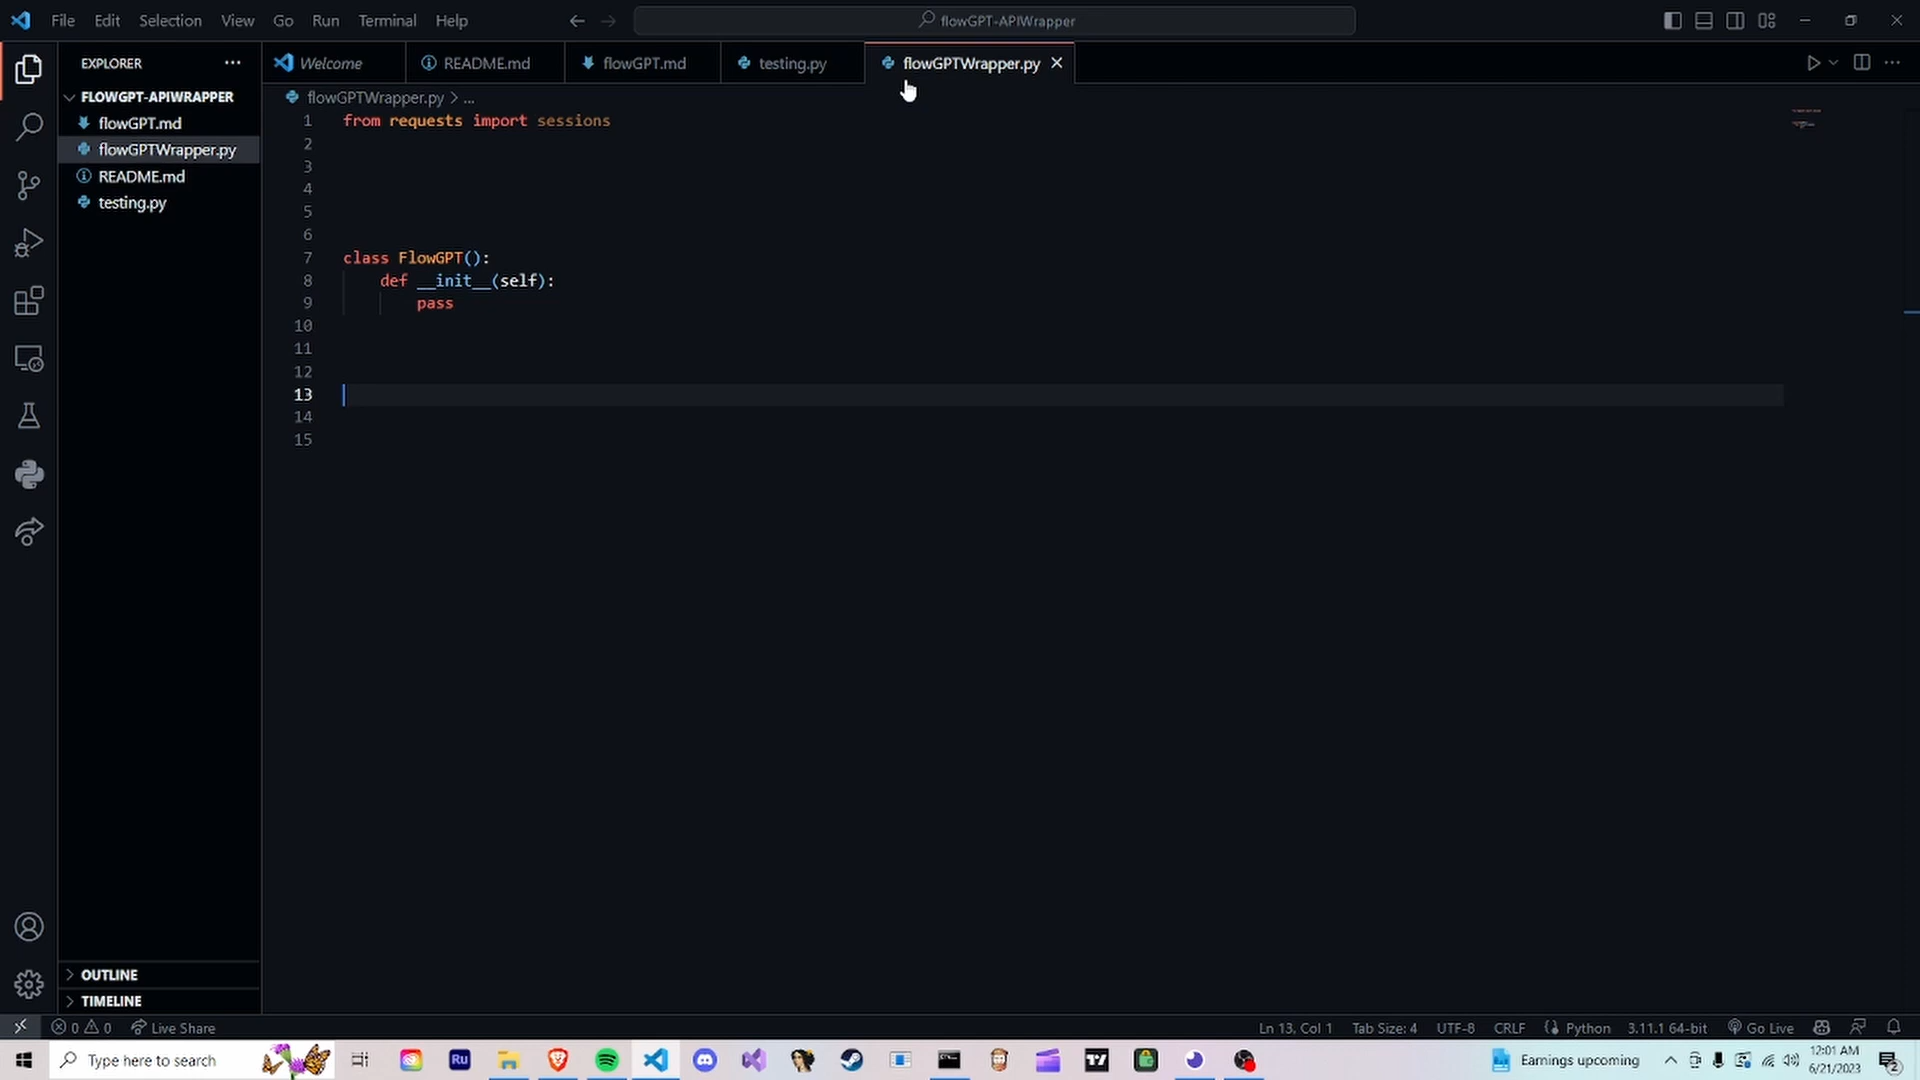 File Edit Selection View Go Run Terminal Help
flowGPT-APIWrapper
EXPLORER
Welcome
README.md
flowGPT.md
testing.py
flowGPTWrapper.py
FLOWGPT-APIWRAPPER
flowGPT.md
flowGPTWrapper.py
README.md
testing.py
flowGPTWrapper.py > ...
1 from requests import sessions
2
3
4
5
6
7 class FlowGPT():
8 def __init__(self):
9 pass
10
11
12
13
14
15
OUTLINE
TIMELINE
0 0 Live Share
Ln 13, Col 1 Tab Size: 4 UTF-8 CRLF Python 3.11.1 64-bit Go Live
Type here to search
Ru
Earnings upcoming
12:01 AM
6/21/2023
2